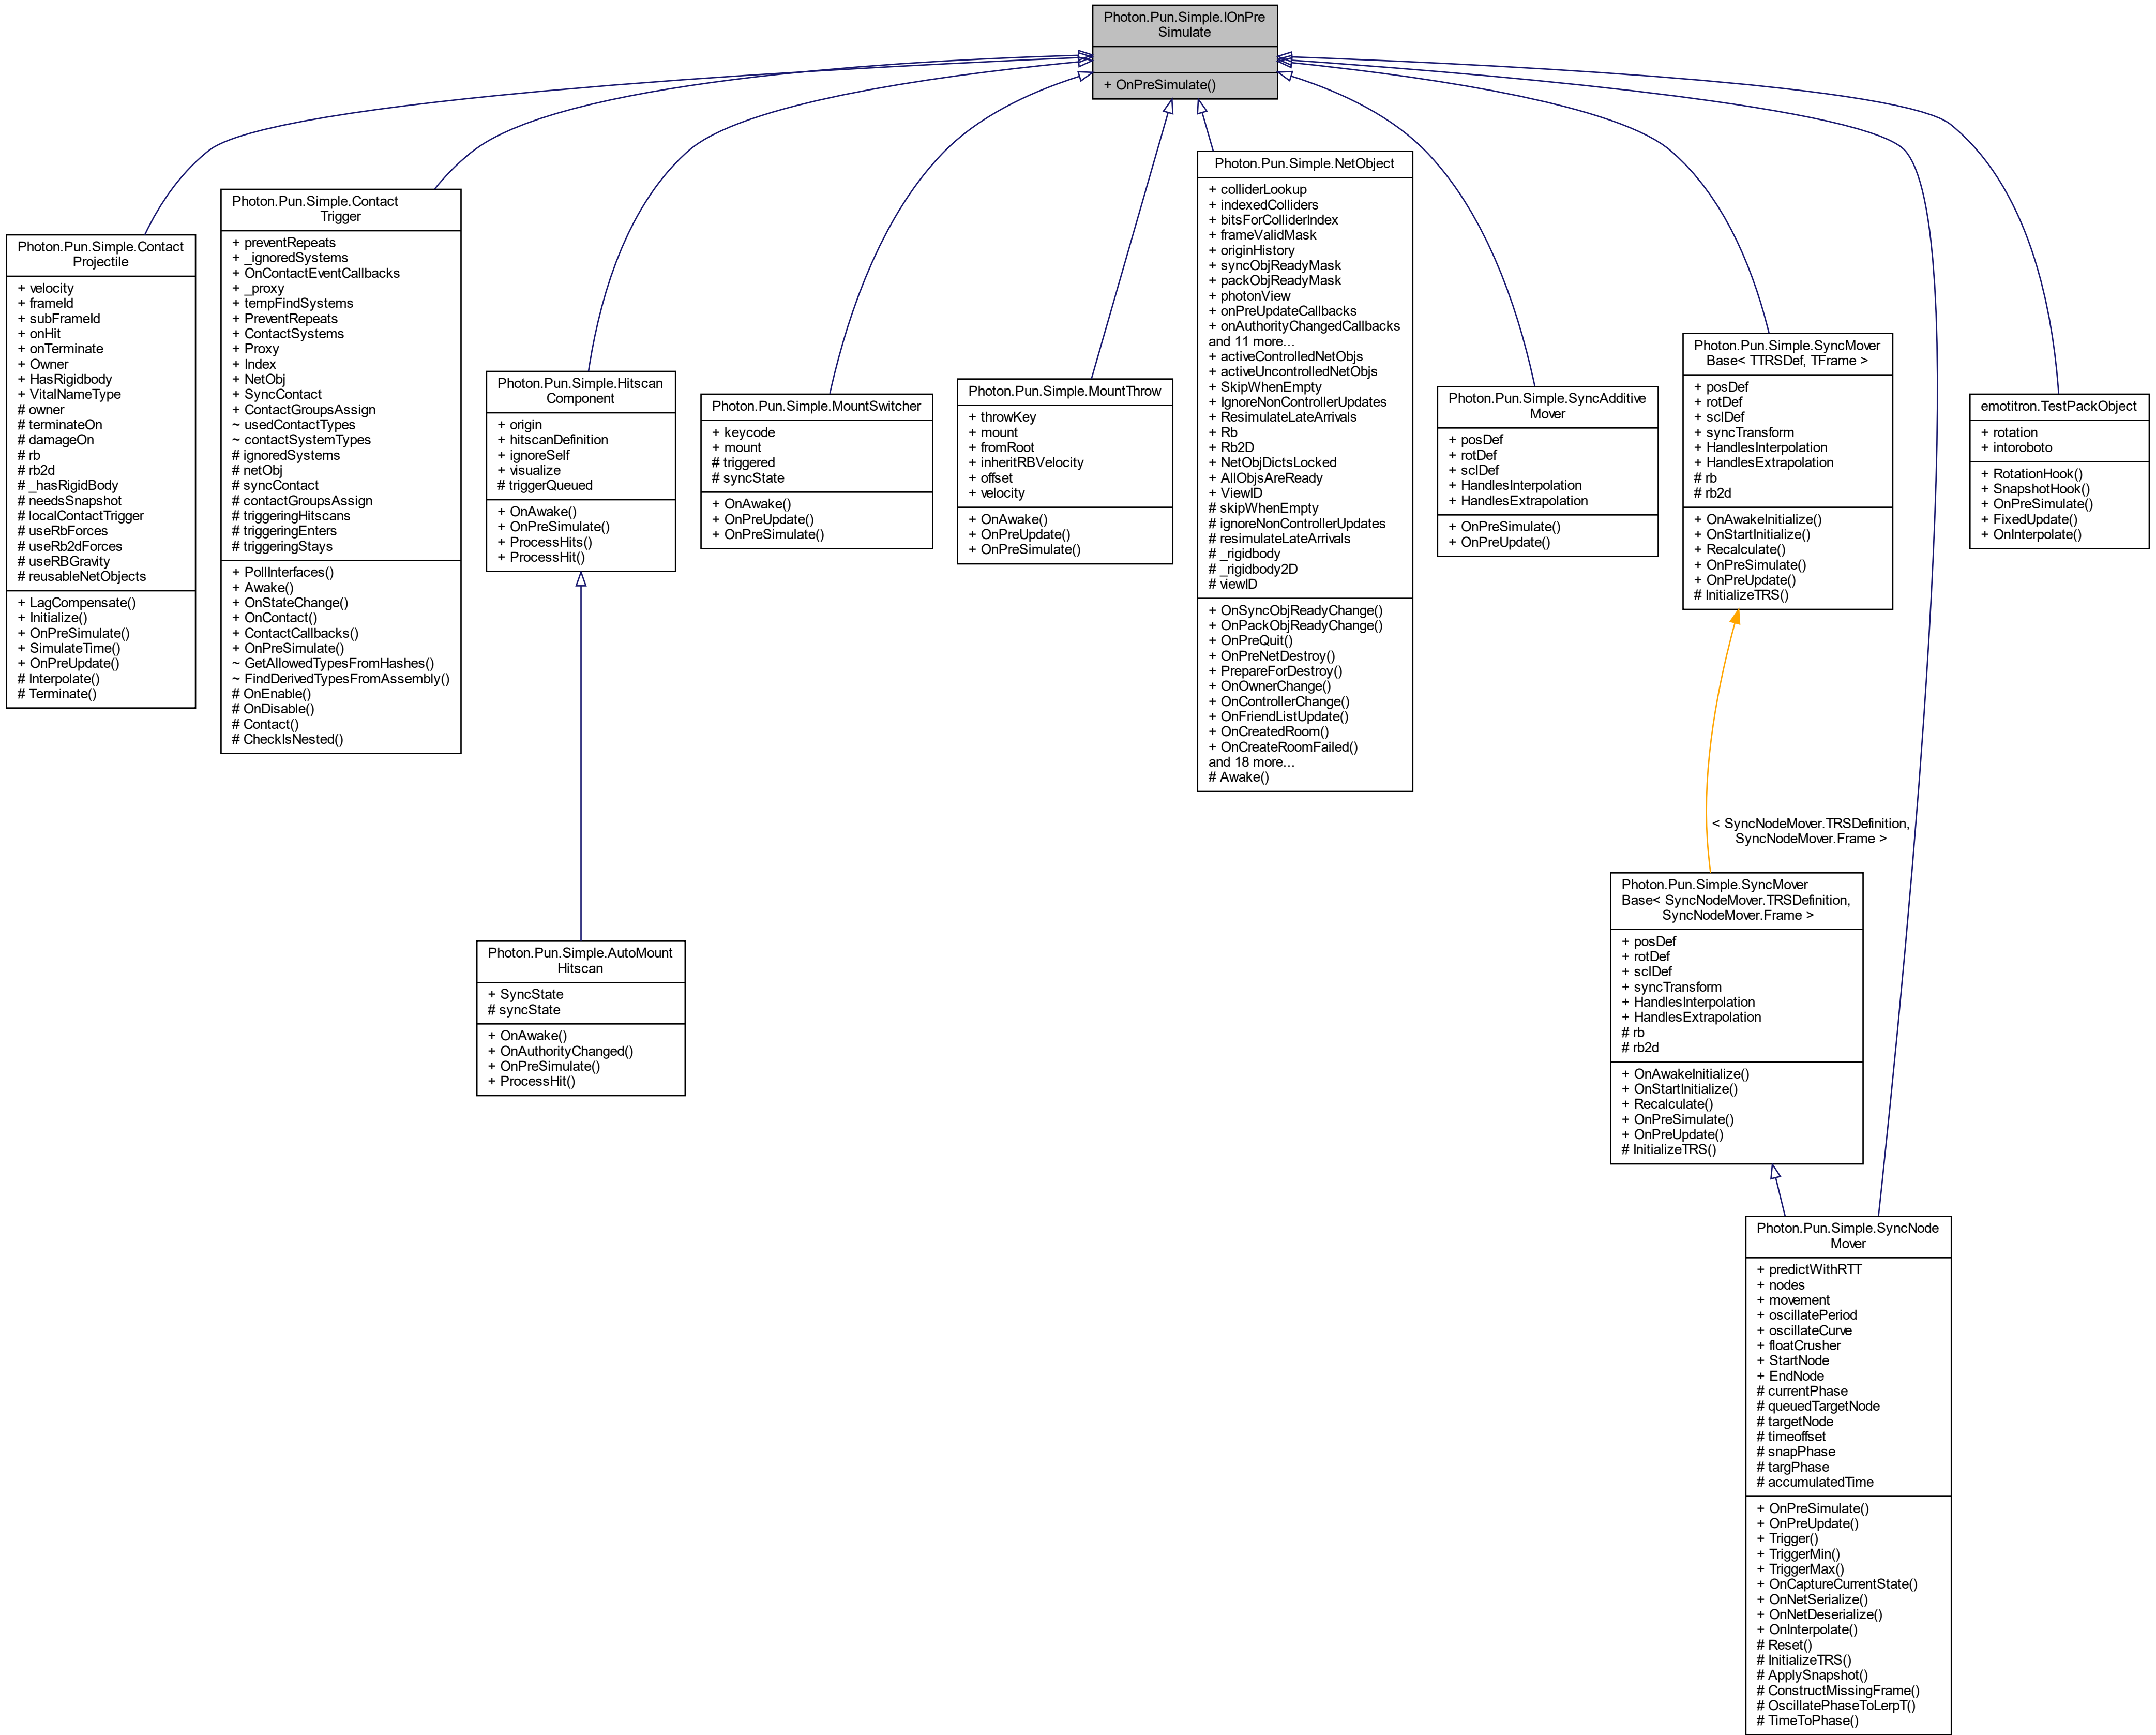 Photon.Pun.Simple.IOnPre
Simulate
+ OnPreSimulate()
Photon.Pun.Simple.Contact
Projectile
+ velocity
+ frameId
+ subFrameId
+ onHit
+ onTerminate
+ Owner
+ HasRigidbody
+ VitalNameType
# owner
# terminateOn
# damageOn
# rb
# rb2d
# _hasRigidBody
# needsSnapshot
# localContactTrigger
# useRbForces
# useRb2dForces
# useRBGravity
# reusableNetObjects
+ LagCompensate()
+ Initialize()
+ OnPreSimulate()
+ SimulateTime()
+ OnPreUpdate()
# Interpolate()
# Terminate()
Photon.Pun.Simple.Contact
Trigger
+ preventRepeats
+ _ignoredSystems
+ OnContactEventCallbacks
+ _proxy
+ tempFindSystems
+ PreventRepeats
+ ContactSystems
+ Proxy
+ Index
+ NetObj
+ SyncContact
+ ContactGroupsAssign
~ usedContactTypes
~ contactSystemTypes
# ignoredSystems
# netObj
# syncContact
# contactGroupsAssign
# triggeringHitscans
# triggeringEnters
# triggeringStays
+ PollInterfaces()
+ Awake()
+ OnStateChange()
+ OnContact()
+ ContactCallbacks()
+ OnPreSimulate()
~ GetAllowedTypesFromHashes()
~ FindDerivedTypesFromAssembly()
# OnEnable()
# OnDisable()
# Contact()
# CheckIsNested()
Photon.Pun.Simple.Hitscan
Component
+ origin
+ hitscanDefinition
+ ignoreSelf
+ visualize
# triggerQueued
+ OnAwake()
+ OnPreSimulate()
+ ProcessHits()
+ ProcessHit()
Photon.Pun.Simple.MountSwitcher
+ keycode
+ mount
# triggered
# syncState
+ OnAwake()
+ OnPreUpdate()
+ OnPreSimulate()
Photon.Pun.Simple.MountThrow
+ throwKey
+ mount
+ fromRoot
+ inheritRBVelocity
+ offset
+ velocity
+ OnAwake()
+ OnPreUpdate()
+ OnPreSimulate()
Photon.Pun.Simple.NetObject
+ colliderLookup
+ indexedColliders
+ bitsForColliderIndex
+ frameValidMask
+ originHistory
+ syncObjReadyMask
+ packObjReadyMask
+ photonView
+ onPreUpdateCallbacks
+ onAuthorityChangedCallbacks
and 11 more...
+ activeControlledNetObjs
+ activeUncontrolledNetObjs
+ SkipWhenEmpty
+ IgnoreNonControllerUpdates
+ ResimulateLateArrivals
+ Rb
+ Rb2D
+ NetObjDictsLocked
+ AllObjsAreReady
+ ViewID
# skipWhenEmpty
# ignoreNonControllerUpdates
# resimulateLateArrivals
# _rigidbody
# _rigidbody2D
# viewID
+ OnSyncObjReadyChange()
+ OnPackObjReadyChange()
+ OnPreQuit()
+ OnPreNetDestroy()
+ PrepareForDestroy()
+ OnOwnerChange()
+ OnControllerChange()
+ OnFriendListUpdate()
+ OnCreatedRoom()
+ OnCreateRoomFailed()
and 18 more...
# Awake()
Photon.Pun.Simple.SyncAdditive
Mover
+ posDef
+ rotDef
+ sclDef
+ HandlesInterpolation
+ HandlesExtrapolation
+ OnPreSimulate()
+ OnPreUpdate()
Photon.Pun.Simple.SyncMover
Base< TTRSDef, TFrame >
+ posDef
+ rotDef
+ sclDef
+ syncTransform
+ HandlesInterpolation
+ HandlesExtrapolation
# rb
# rb2d
+ OnAwakeInitialize()
+ OnStartInitialize()
+ Recalculate()
+ OnPreSimulate()
+ OnPreUpdate()
# InitializeTRS()
emotitron.TestPackObject
+ rotation
+ intoroboto
+ RotationHook()
+ SnapshotHook()
+ OnPreSimulate()
+ FixedUpdate()
+ OnInterpolate()
< SyncNodeMover.TRSDefinition,
SyncNodeMover.Frame >
Photon.Pun.Simple.AutoMount
Hitscan
+ SyncState
# syncState
+ OnAwake()
+ OnAuthorityChanged()
+ OnPreSimulate()
+ ProcessHit()
Photon.Pun.Simple.SyncMover
Base< SyncNodeMover.TRSDefinition,
SyncNodeMover.Frame >
+ posDef
+ rotDef
+ sclDef
+ syncTransform
+ HandlesInterpolation
+ HandlesExtrapolation
# rb
# rb2d
+ OnAwakeInitialize()
+ OnStartInitialize()
+ Recalculate()
+ OnPreSimulate()
+ OnPreUpdate()
# InitializeTRS()
Photon.Pun.Simple.SyncNode
Mover
+ predictWithRTT
+ nodes
+ movement
+ oscillatePeriod
+ oscillateCurve
+ floatCrusher
+ StartNode
+ EndNode
# currentPhase
# queuedTargetNode
# targetNode
# timeoffset
# snapPhase
# targPhase
# accumulatedTime
+ OnPreSimulate()
+ OnPreUpdate()
+ Trigger()
+ TriggerMin()
+ TriggerMax()
+ OnCaptureCurrentState()
+ OnNetSerialize()
+ OnNetDeserialize()
+ OnInterpolate()
# Reset()
# InitializeTRS()
# ApplySnapshot()
# ConstructMissingFrame()
# OscillatePhaseToLerpT()
# TimeToPhase()